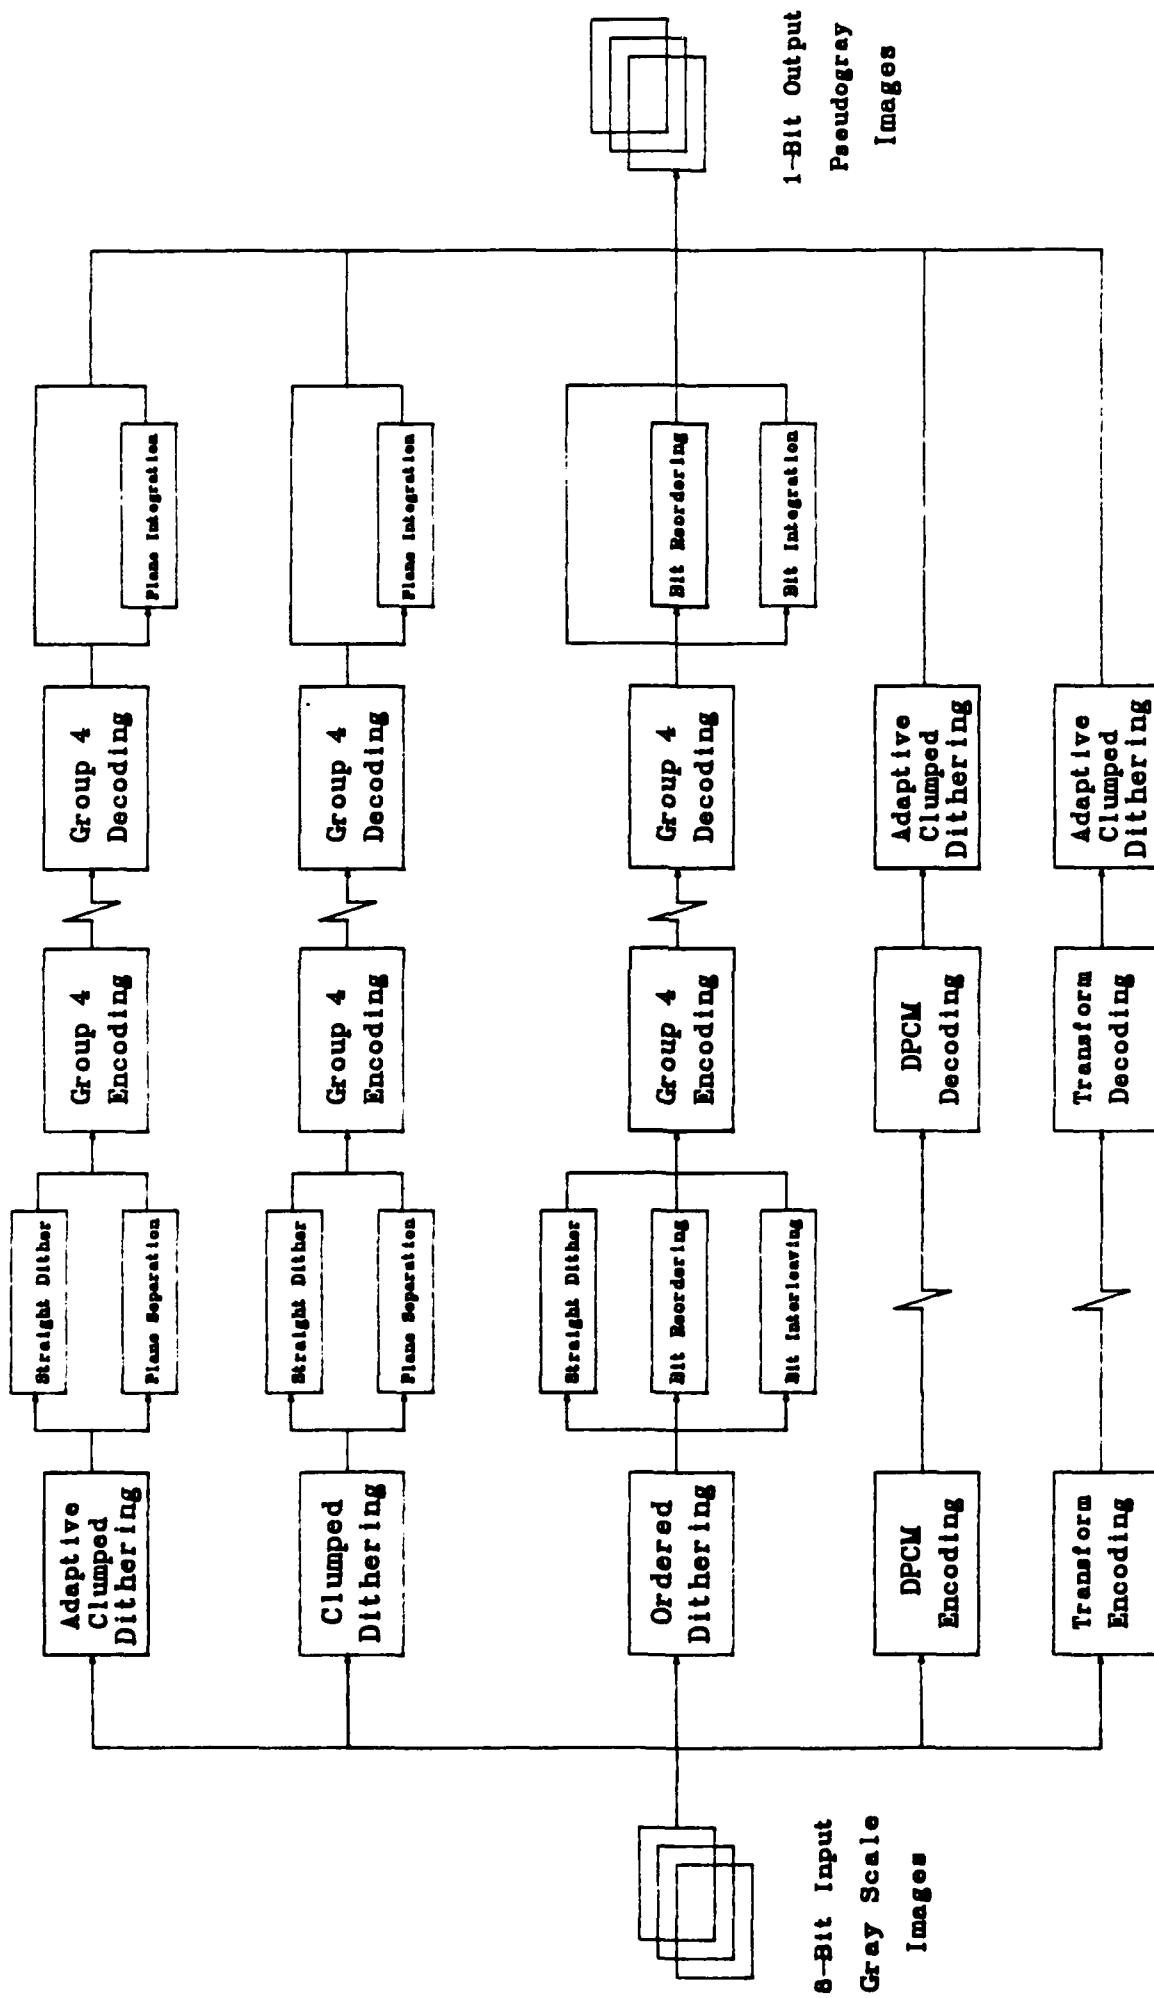 8-Bit Input
Gray Scale
Images
Adaptive
Clumped
Dithering
Straight Dither
Plane Separation
Group 4
Encoding
Group 4
Decoding
Plane Integration
Clumped
Dithering
Straight Dither
Plane Separation
Group 4
Encoding
Group 4
Decoding
Plane Integration
Ordered
Dithering
Straight Dither
Bit Reordering
Bit Interleaving
Group 4
Encoding
Group 4
Decoding
Bit Reordering
Bit Integration
DPCM
Encoding
DPCM
Decoding
Adaptive
Clumped
Dithering
Transform
Encoding
Transform
Decoding
Adaptive
Clumped
Dithering
1-Bit Output
Pseudogray
Images